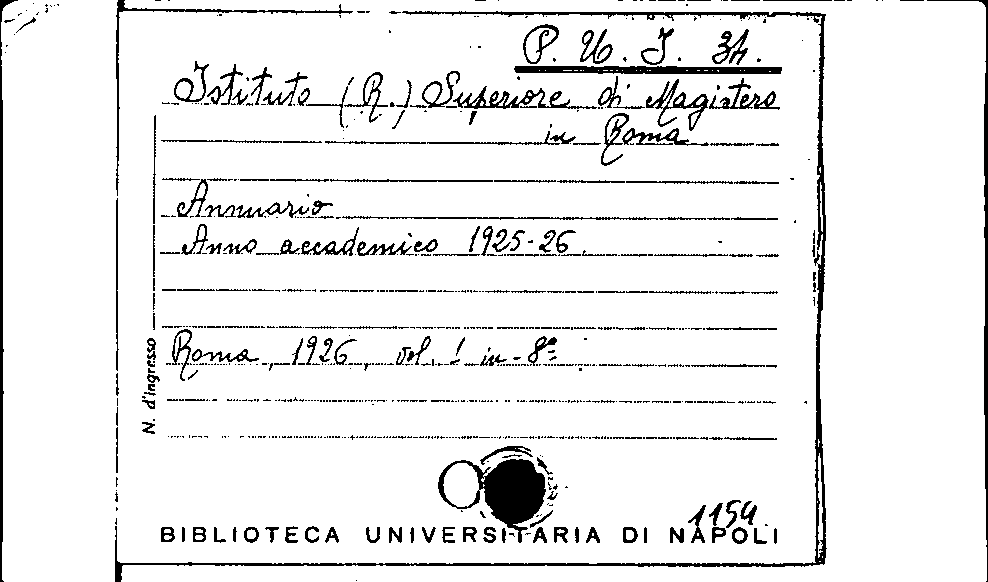 P. U. I. 34.
Istituto (R.) Superiore di Magistero
in Roma
Annuario
Anno accademico 1925-26.
Roma, 1926, vol. 1 in-8º.
N. d'ingresso
1154
BIBLIOTECA UNIVERSITARIA DI NAPOLI